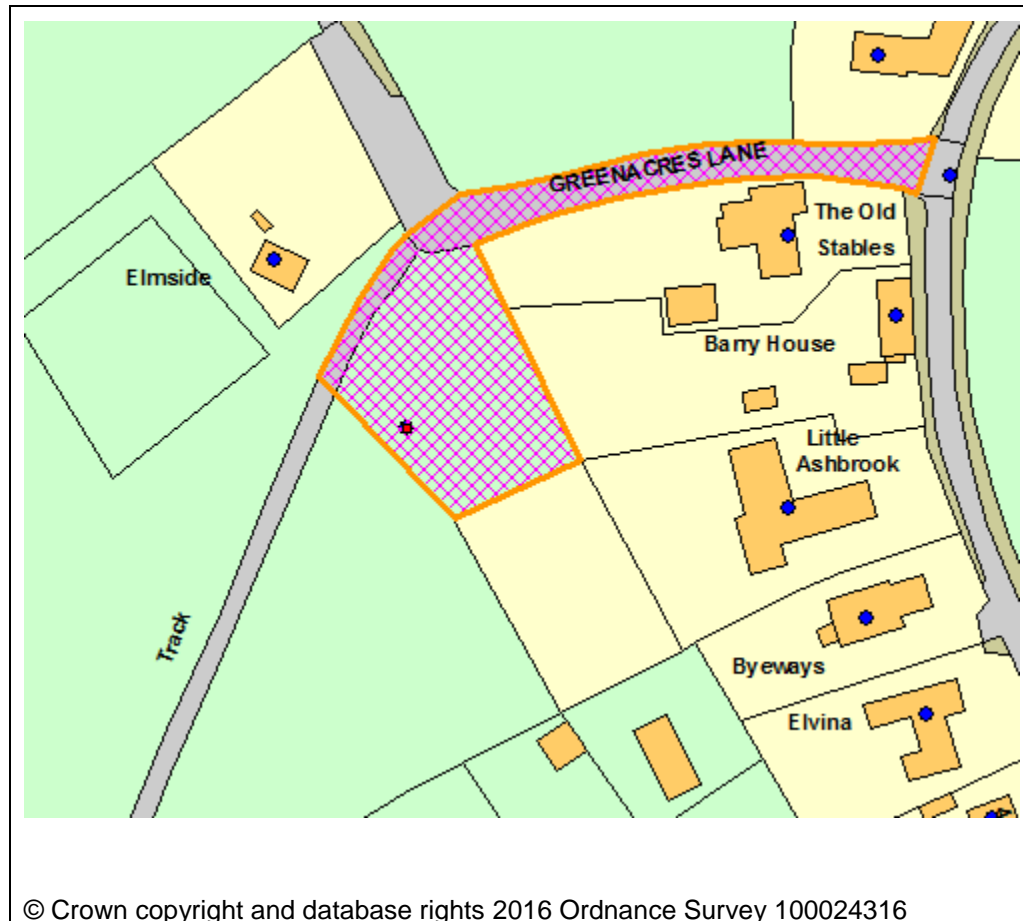 GREENACRES LANE
The Old
Stables
Elmside
Barry House
Little
Ashbrook
Track
Byeways
Elvina
© Crown copyright and database rights 2016 Ordnance Survey 100024316